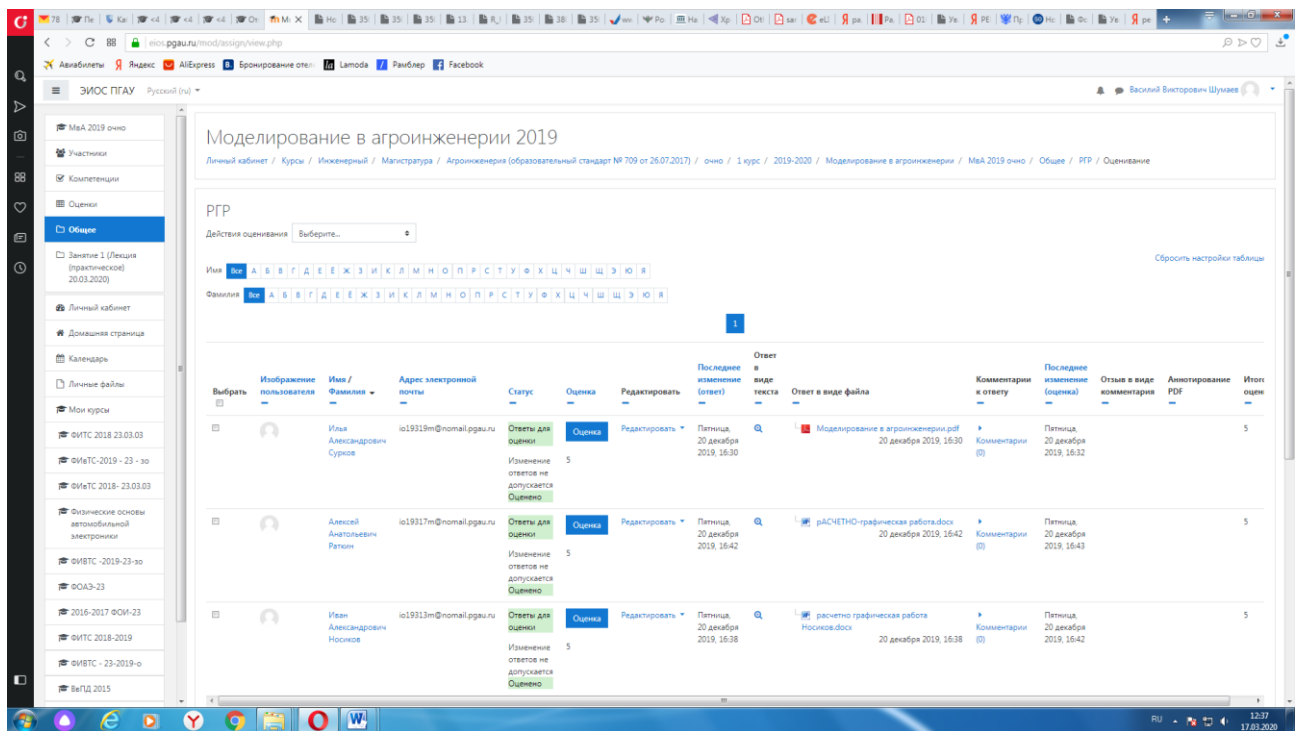 eios.pgau.ru/mod/assign/view.php
Авиабилеты Яндекс AliExpress Бронирование отел Lamoda Рамблер Facebook
ЭИОС ПГАУ Русский (ru)
Василий Викторович Шумаев
МвА 2019 очно
Участники
Компетенции
Оценки
Общее
Занятие 1 (Лекция
(практическое)
20.03.2020)
Личный кабинет
Домашняя страница
Календарь
Личные файлы
Мои курсы
ФИТС 2018 23.03.03
ФИвТС-2019 - 23 - зо
ФИвТС 2018- 23.03.03
Физические основы
автомобильной
электроники
ФИВТС -2019-23-зо
ФОАЭ-23
2016-2017 ФОИ-23
ФИТС 2018-2019
ФИВТС - 23-2019-о
ВвПД 2015
Моделирование в агроинженерии 2019
Личный кабинет / Курсы / Инженерный / Магистратура / Агроинженерия (образовательный стандарт № 709 от 26.07.2017) / очно / 1 курс / 2019-2020 / Моделирование в агроинженерии / МвА 2019 очно / Общее / РГР / Оценивание
РГР
Действия оценивания Выберите...
Сбросить настройки таблицы
Имя Все А Б В Г Д Е Ё Ж З И К Л М Н О П Р С Т У Ф Х Ц Ч Ш Щ Э Ю Я
Фамилия Все А Б В Г Д Е Ё Ж З И К Л М Н О П Р С Т У Ф Х Ц Ч Ш Щ Э Ю Я
1
Выбрать
Изображение
пользователя
Имя /
Фамилия
Адрес электронной
почты
Статус
Оценка
Редактировать
Последнее
изменение
(ответ)
Ответ
в
виде
текста
Ответ в виде файла
Комментарии
к ответу
Последнее
изменение
(оценка)
Отзыв в виде
комментария
Аннотирование
PDF
Итого
оцен
Илья
Александрович
Сурков
io19319m@nomail.pgau.ru
Ответы для
оценки
Изменение
ответов не
допускается
Оценено
Оценка
5
Редактировать
Пятница,
20 декабря
2019, 16:30
Моделирование в агроинженерии.pdf
20 декабря 2019, 16:30
Комментарии
(0)
Пятница,
20 декабря
2019, 16:32
5
Алексей
Анатольевич
Раткин
io19317m@nomail.pgau.ru
Ответы для
оценки
Изменение
ответов не
допускается
Оценено
Оценка
5
Редактировать
Пятница,
20 декабря
2019, 16:42
рАСЧЕТНО-графическая работа.docx
20 декабря 2019, 16:42
Комментарии
(0)
Пятница,
20 декабря
2019, 16:43
5
Иван
Александрович
Носиков
io19313m@nomail.pgau.ru
Ответы для
оценки
Изменение
ответов не
допускается
Оценено
Оценка
5
Редактировать
Пятница,
20 декабря
2019, 16:38
расчетно графическая работа
Носиков.docx
20 декабря 2019, 16:38
Комментарии
(0)
Пятница,
20 декабря
2019, 16:42
5
RU
12:37
17.03.2020